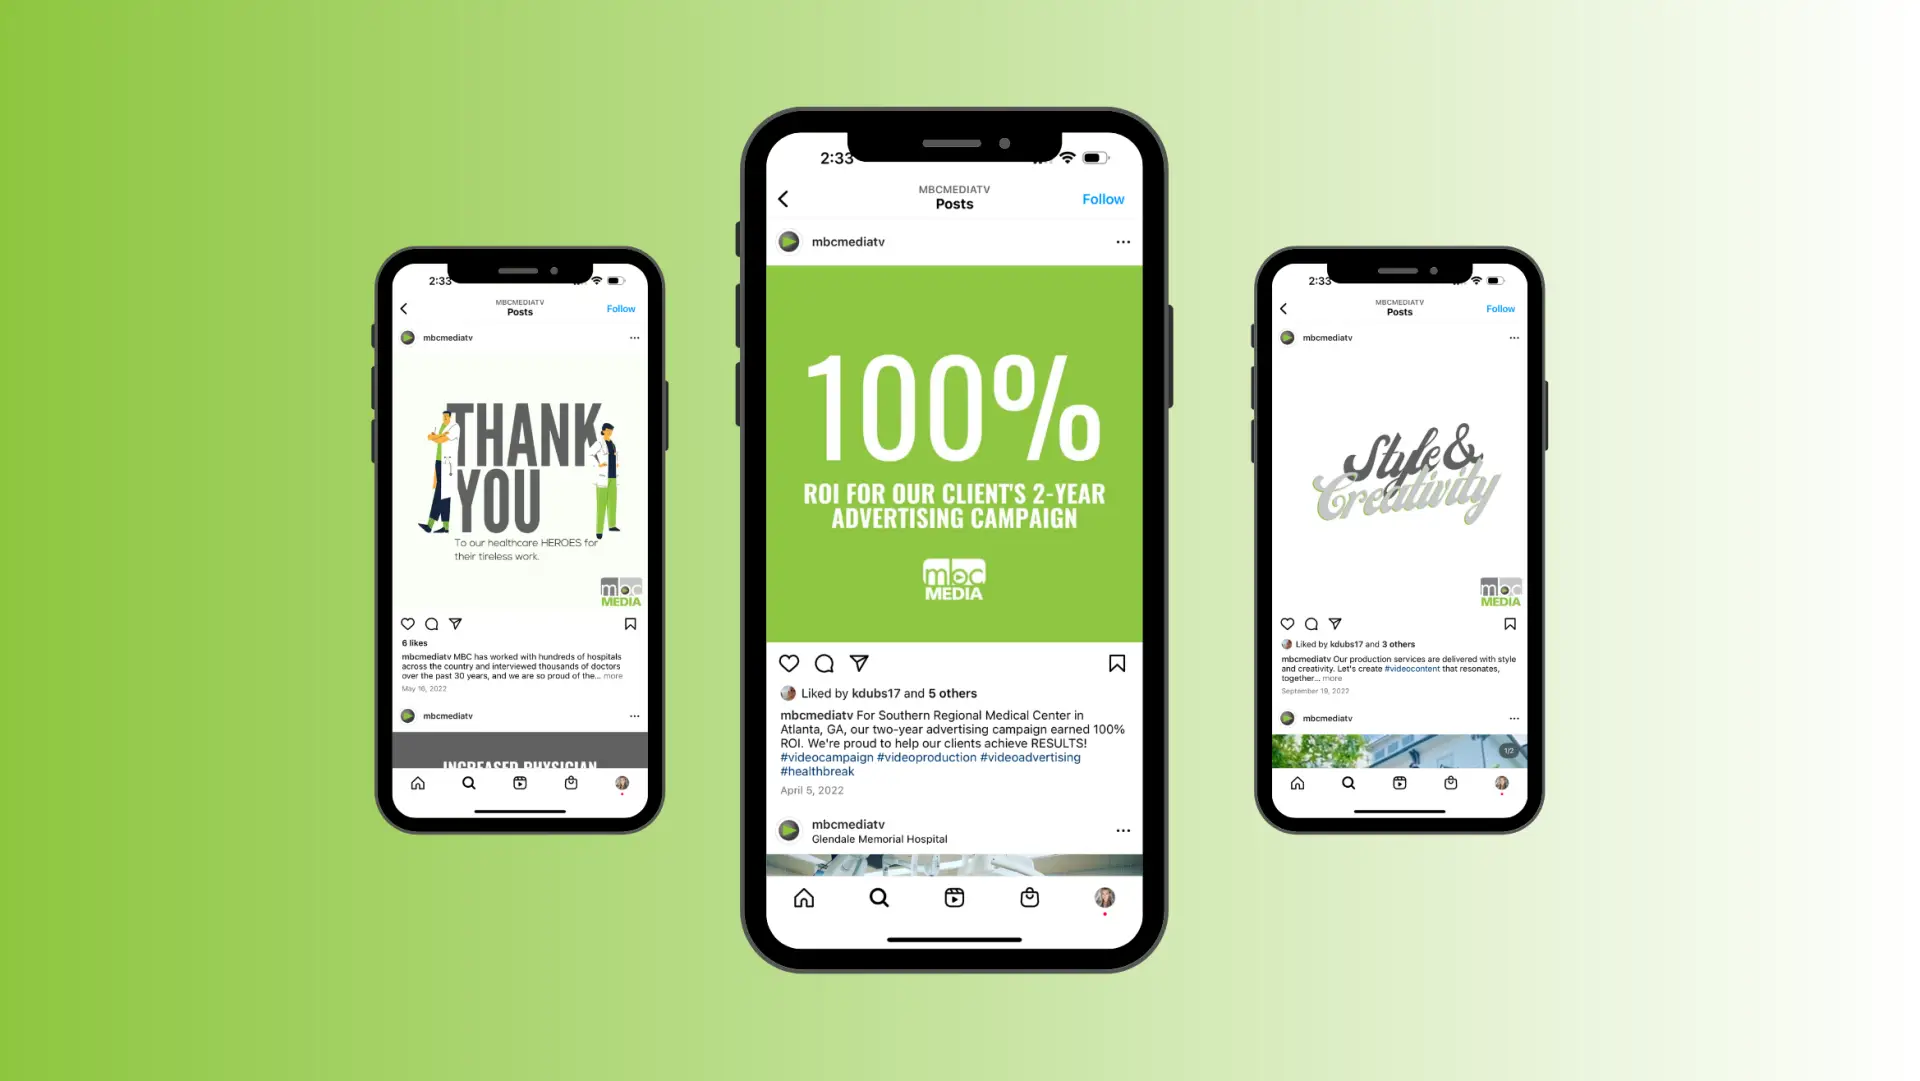 2:33
MBCMEDIATV
Posts
Follow
mbcmediatv
THANK
YOU
To our healthcare HEROES for
their tireless work.
mbc
MEDIA
6 likes
mbcmediatv MBC has worked with hundreds of hospitals
across the country and interviewed thousands of doctors
over the past 30 years, and we are so proud of the... more
May 16, 2022
mbcmediatv
INCREASED PHYSICIAN
2:33
MBCMEDIATV
Posts
Follow
mbcmediatv
100%
ROI FOR OUR CLIENT'S 2-YEAR
ADVERTISING CAMPAIGN
mbc
MEDIA
Liked by kdubs17 and 5 others
mbcmediatv For Southern Regional Medical Center in
Atlanta, GA, our two-year advertising campaign earned 100%
ROI. We're proud to help our clients achieve RESULTS!
#videocampaign #videoproduction #videoadvertising
#healthbreak
April 5, 2022
mbcmediatv
Glendale Memorial Hospital
2:33
MBCMEDIATV
Posts
Follow
mbcmediatv
Style &
Creativity
mbc
MEDIA
Liked by kdubs17 and 3 others
mbcmediatv Our production services are delivered with style
and creativity. Let's create #videocontent that resonates,
together... more
September 19, 2022
mbcmediatv
1/2